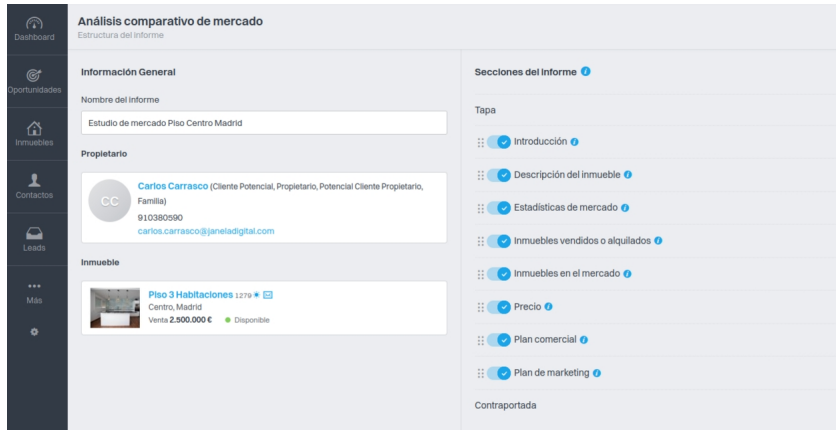 Dashboard
Oportunidades
Inmuebles
Contactos
Leads
Más
Análisis comparativo de mercado
Estructura del Informe
Información General
Nombre del informe
Estudio de mercado Piso Centro Madrid
Propietario
CC
Carlos Carrasco (Cliente Potencial, Propietario, Potencial Cliente Propietario,
Familia)
910380590
carlos.carrasco@janeladigital.com
Inmueble
Piso 3 Habitaciones 1279
Centro, Madrid
Venta 2.500.000 € Disponible
Secciones del informe
Tapa
Introducción
Descripción del inmueble
Estadísticas de mercado
Inmuebles vendidos o alquilados
Inmuebles en el mercado
Precio
Plan comercial
Plan de marketing
Contraportada